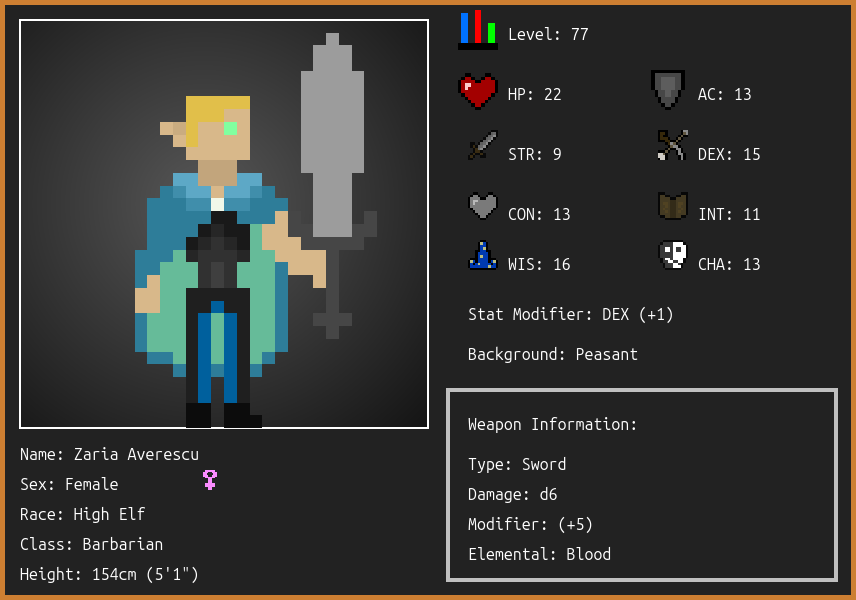 Level: 77
HP: 22
AC: 13
STR: 9
DEX: 15
CON: 13
INT: 11
WIS: 16
CHA: 13
Stat Modifier: DEX (+1)
Background: Peasant
Weapon Information:
Type: Sword
Damage: d6
Modifier: (+5)
Elemental: Blood
Name: Zaria Averescu
Sex: Female
Race: High Elf
Class: Barbarian
Height: 154cm (5'1")